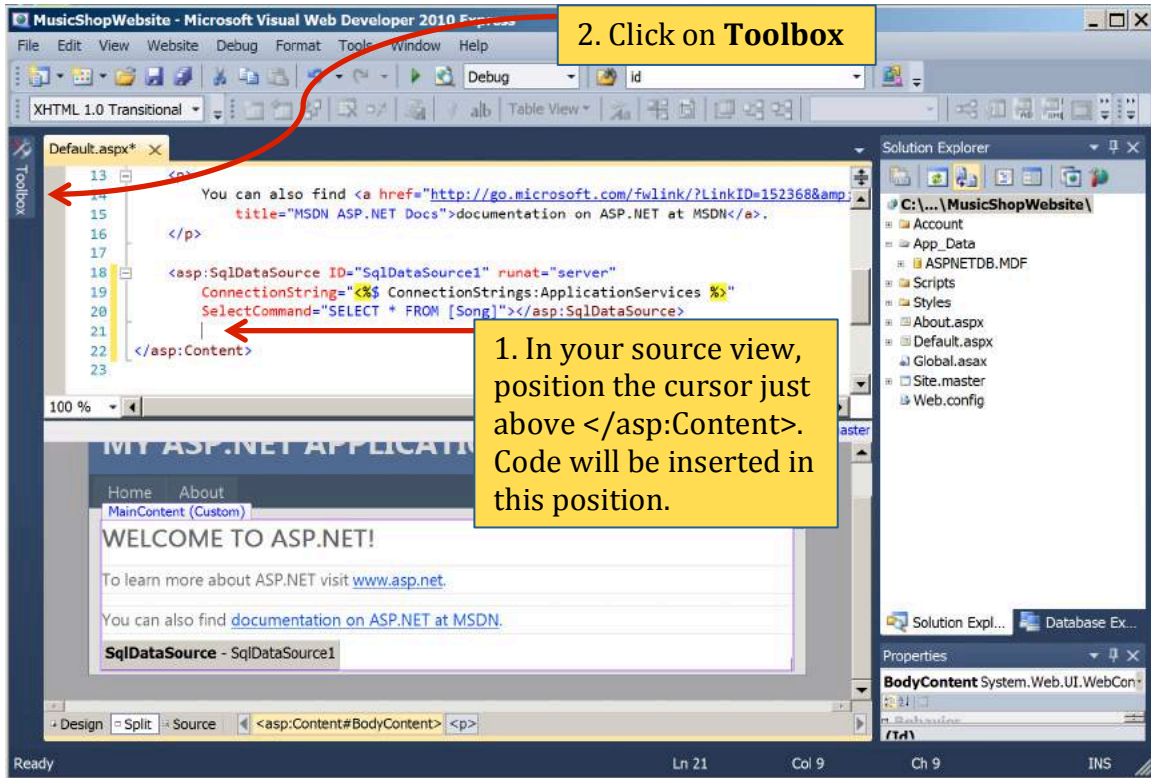 MusicShopWebsite - Microsoft Visual Web Developer 2010 Express
2. Click on Toolbox
File Edit View Website Debug Format Tools Window Help
Debug id
XHTML 1.0 Transitional alb Table View
Toolbox
Default.aspx*
13 <p>
14 You can also find <a href="http://go.microsoft.com/fwlink/?LinkID=152368&amp;
15 title="MSDN ASP.NET Docs">documentation on ASP.NET at MSDN</a>.
16 </p>
17
18 <asp:SqlDataSource ID="SqlDataSource1" runat="server"
19 ConnectionString="<%$ ConnectionStrings:ApplicationServices %>"
20 SelectCommand="SELECT * FROM [Song]"></asp:SqlDataSource>
21
22 </asp:Content>
23
100 %
1. In your source view,
position the cursor just
above </asp:Content>.
Code will be inserted in
this position.
MY ASP.NET
Home About
MainContent (Custom)
WELCOME TO ASP.NET!
To learn more about ASP.NET visit www.asp.net.
You can also find documentation on ASP.NET at MSDN.
SqlDataSource - SqlDataSource1
Design Split Source <asp:Content#BodyContent> <p>
Solution Explorer
C:\...\MusicShopWebsite\
Account
App_Data
ASPNETDB.MDF
Scripts
Styles
About.aspx
Default.aspx
Global.asax
Site.master
Web.config
Solution Expl... Database Ex...
Properties
BodyContent System.Web.UI.WebCon
Behavior
(Id)
Ready Ln 21 Col 9 Ch 9 INS